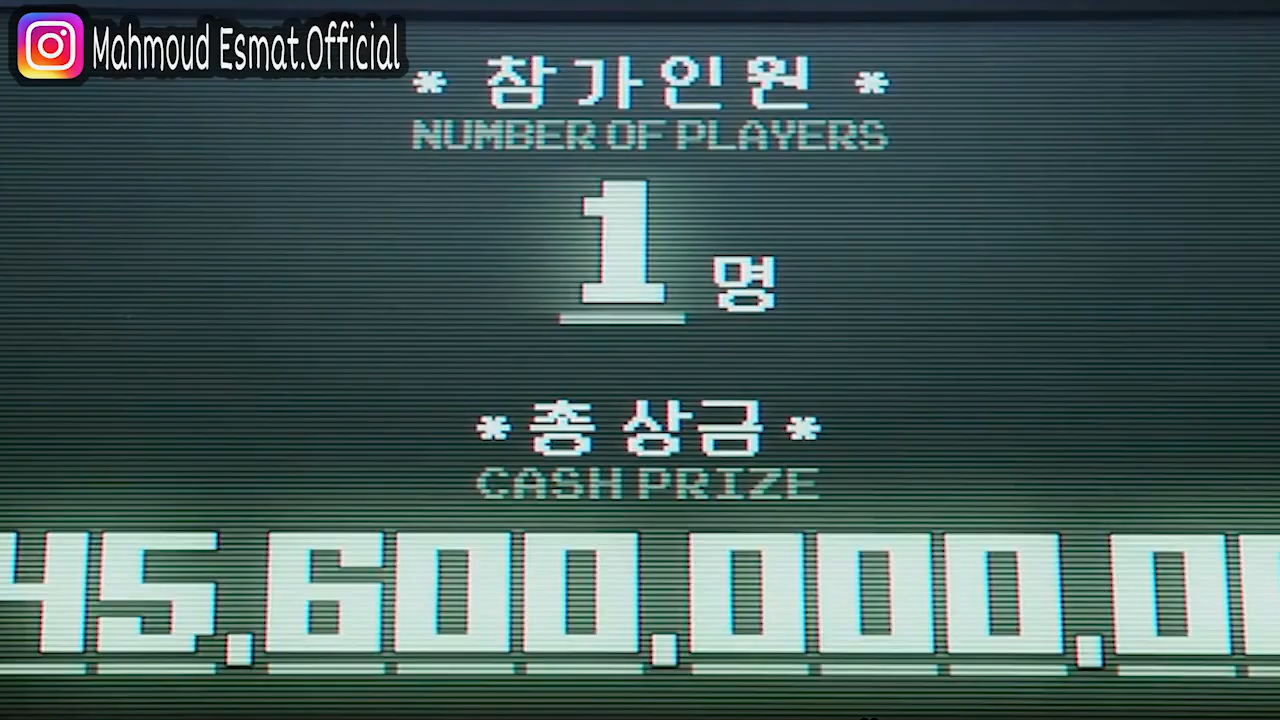 Mahmoud Esmat.Official
* 참가인원 *
NUMBER OF PLAYERS
1 명
* 총 상금 *
CASH PRIZE
45,600,000,0